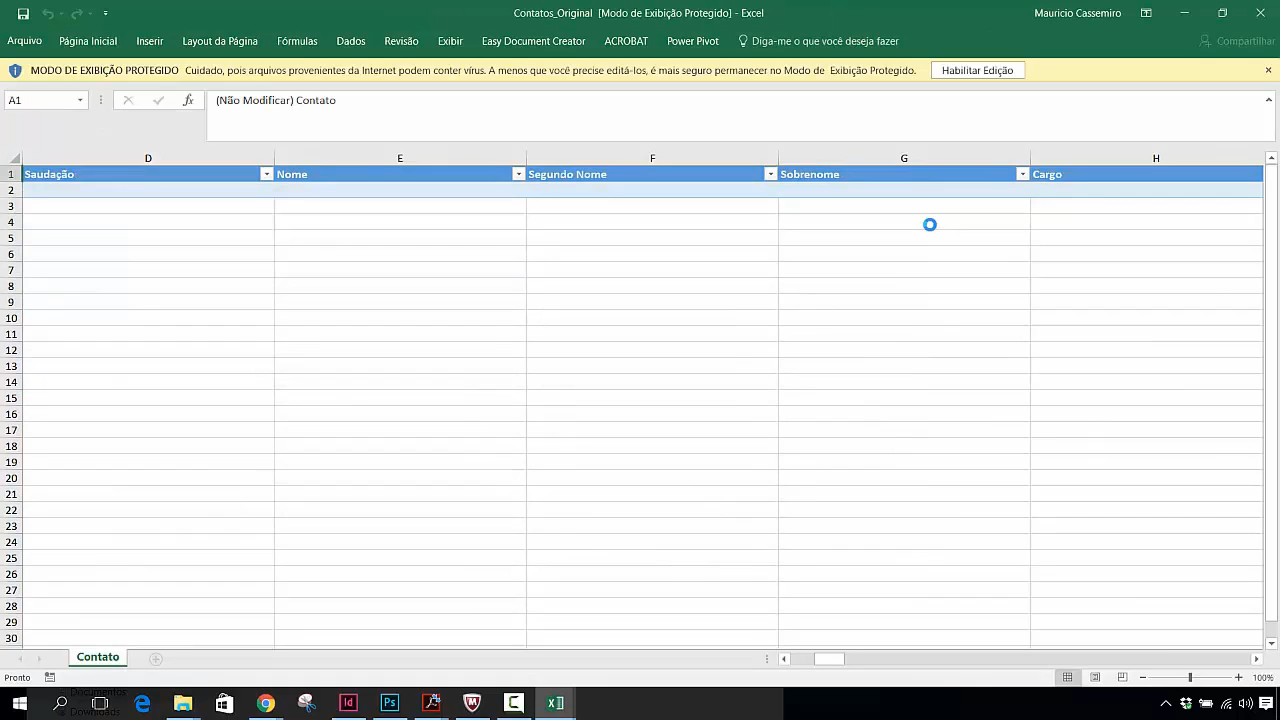 Contatos_Original [Modo de Exibição Protegido] - Excel
Mauricio Cassemiro
Arquivo Página Inicial Inserir Layout da Página Fórmulas Dados Revisão Exibir Easy Document Creator ACROBAT Power Pivot Diga-me o que você deseja fazer Compartilhar
MODO DE EXIBIÇÃO PROTEGIDO Cuidado, pois arquivos provenientes da Internet podem conter vírus. A menos que você precise editá-los, é mais seguro permanecer no Modo de Exibição Protegido. Habilitar Edição
A1 fx (Não Modificar) Contato
D E F G H
1 Saudação Nome Segundo Nome Sobrenome Cargo
2
3
4
5
6
7
8
9
10
11
12
13
14
15
16
17
18
19
20
21
22
23
24
25
26
27
28
29
30
Contato
Pronto 100%
Documentos
Downloads